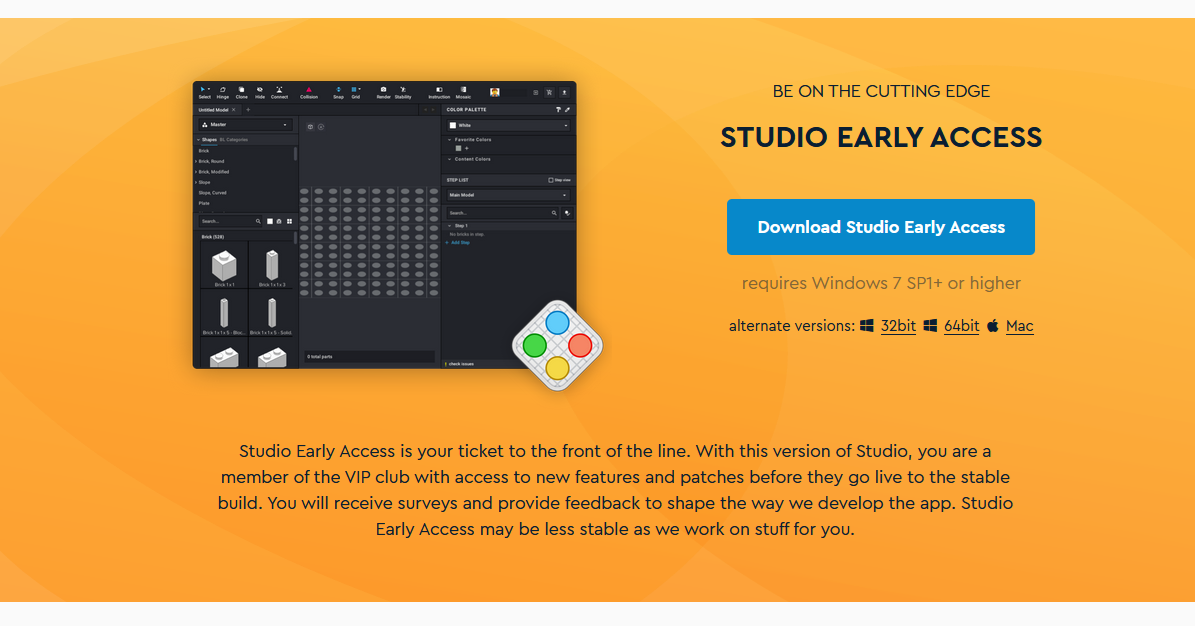 BE ON THE CUTTING EDGE
STUDIO EARLY ACCESS
Download Studio Early Access
requires Windows 7 SP1+ or higher
alternate versions: 32bit 64bit Mac
Select Hinge Clone Hide Connect Collision Snap Grid Render Stability Instruction Mosaic
Untitled Model
Master
Shapes BL Categories
Brick
Brick, Round
Brick, Modified
Slope
Slope, Curved
Plate
Search...
Brick (528)
Brick 1 x 1
Brick 1 x 1 x 3
Brick 1 x 1 x 5 - Bloc... Brick 1 x 1 x 5 - Solid.
0 total parts
COLOR PALETTE
White
Favorite Colors
Content Colors
STEP LIST Step view
Main Model
Search...
Step 1
No bricks in step.
+ Add Step
check issues
Studio Early Access is your ticket to the front of the line. With this version of Studio, you are a
member of the VIP club with access to new features and patches before they go live to the stable
build. You will receive surveys and provide feedback to shape the way we develop the app. Studio
Early Access may be less stable as we work on stuff for you.